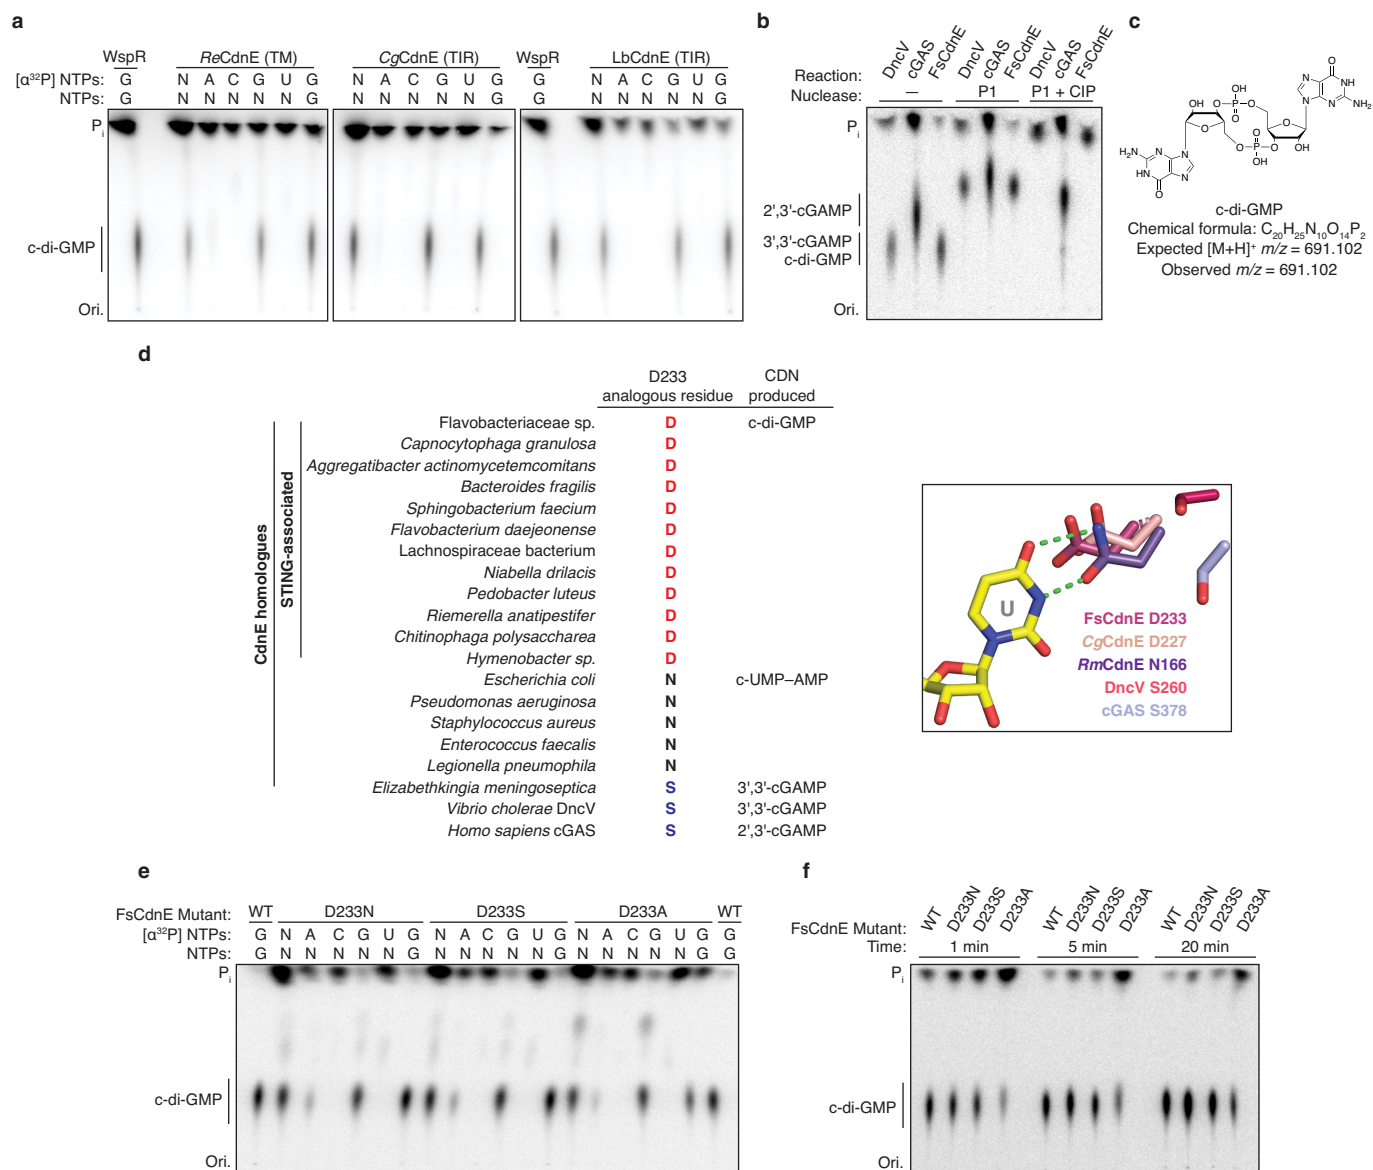 a
WspR ReCdnE (TM) CgCdnE (TIR) WspR LbCdnE (TIR)
[α³²P] NTPs: G N A C G U G N A C G U G G N A C G U G
NTPs: G N N N N N G N N N N N G G N N N N N G
Pi
c-di-GMP
Ori.
b
Reaction: DncV cGAS FsCdnE DncV cGAS FsCdnE DncV cGAS FsCdnE
Nuclease: – P1 P1 + CIP
Pi
2',3'-cGAMP
3',3'-cGAMP
c-di-GMP
Ori.
c
O
N NH
OH
O P O N N NH₂
OH O O
O O OH
O P O
H₂N N N OH
HN N
O
c-di-GMP
Chemical formula: C₂₀H₂₅N₁₀O₁₄P₂
Expected [M+H]⁺ m/z = 691.102
Observed m/z = 691.102
d
D233 CDN
analogous residue produced
CdnE homologues
STING-associated
Flavobacteriaceae sp. D c-di-GMP
Capnocytophaga granulosa D
Aggregatibacter actinomycetemcomitans D
Bacteroides fragilis D
Sphingobacterium faecium D
Flavobacterium daejeonense D
Lachnospiraceae bacterium D
Niabella drilacis D
Pedobacter luteus D
Riemerella anatipestifer D
Chitinophaga polysaccharea D
Hymenobacter sp. D
Escherichia coli N c-UMP–AMP
Pseudomonas aeruginosa N
Staphylococcus aureus N
Enterococcus faecalis N
Legionella pneumophila N
Elizabethkingia meningoseptica S 3',3'-cGAMP
Vibrio cholerae DncV S 3',3'-cGAMP
Homo sapiens cGAS S 2',3'-cGAMP
U
FsCdnE D233
CgCdnE D227
RmCdnE N166
DncV S260
cGAS S378
e
FsCdnE Mutant: WT D233N D233S D233A WT
[α³²P] NTPs: G N A C G U G N A C G U G N A C G U G G
NTPs: G N N N N N G N N N N N G N N N N N G G
Pi
c-di-GMP
Ori.
f
FsCdnE Mutant: WT D233N D233S D233A WT D233N D233S D233A WT D233N D233S D233A
Time: 1 min 5 min 20 min
Pi
c-di-GMP
Ori.